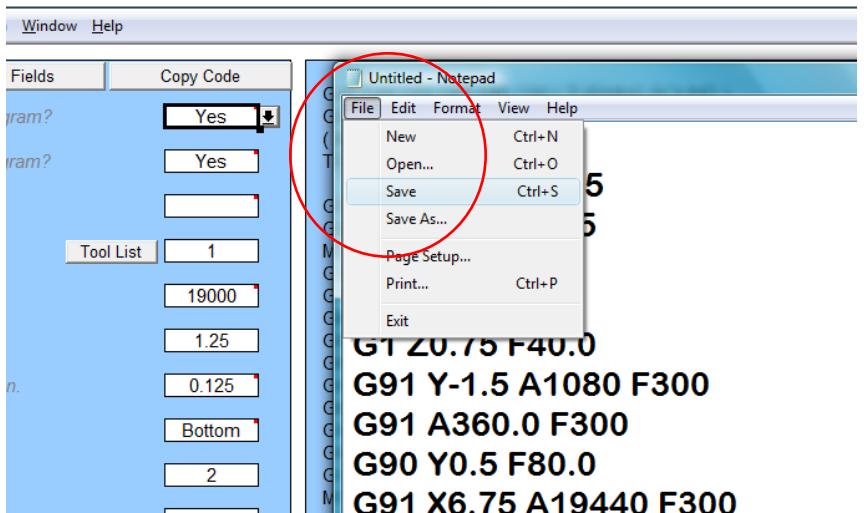 Window Help
Fields
Copy Code
gram?
Yes
ram?
Yes
Tool List
1
19000
1.25
n.
0.125
Bottom
2
G
G
(
T
G
G
M
G
G
G
G
G
G
G
G
G
G
M
Untitled - Notepad
File Edit Format View Help
New Ctrl+N
Open... Ctrl+O
Save Ctrl+S
Save As...
Page Setup...
Print... Ctrl+P
Exit
5
5
G1 Z0.75 F40.0
G91 Y-1.5 A1080 F300
G91 A360.0 F300
G90 Y0.5 F80.0
G91 X6.75 A19440 F300